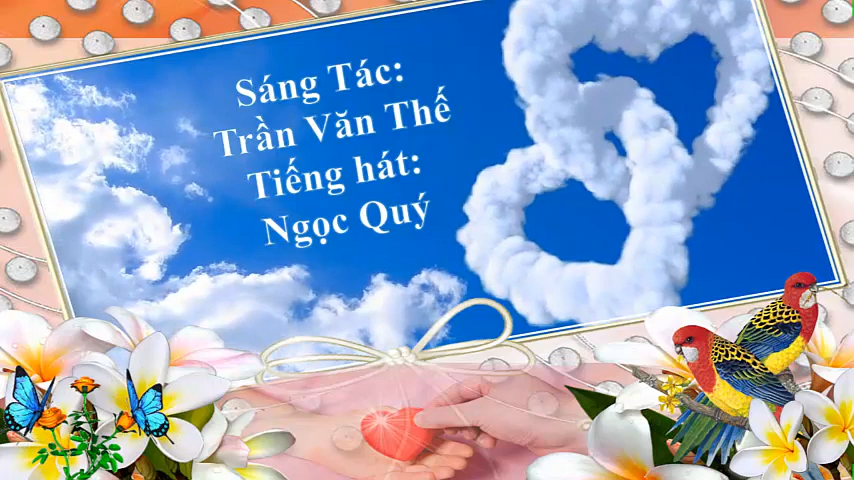 Sáng Tác:
Trần Văn Thế
Tiếng hát:
Ngọc Quý